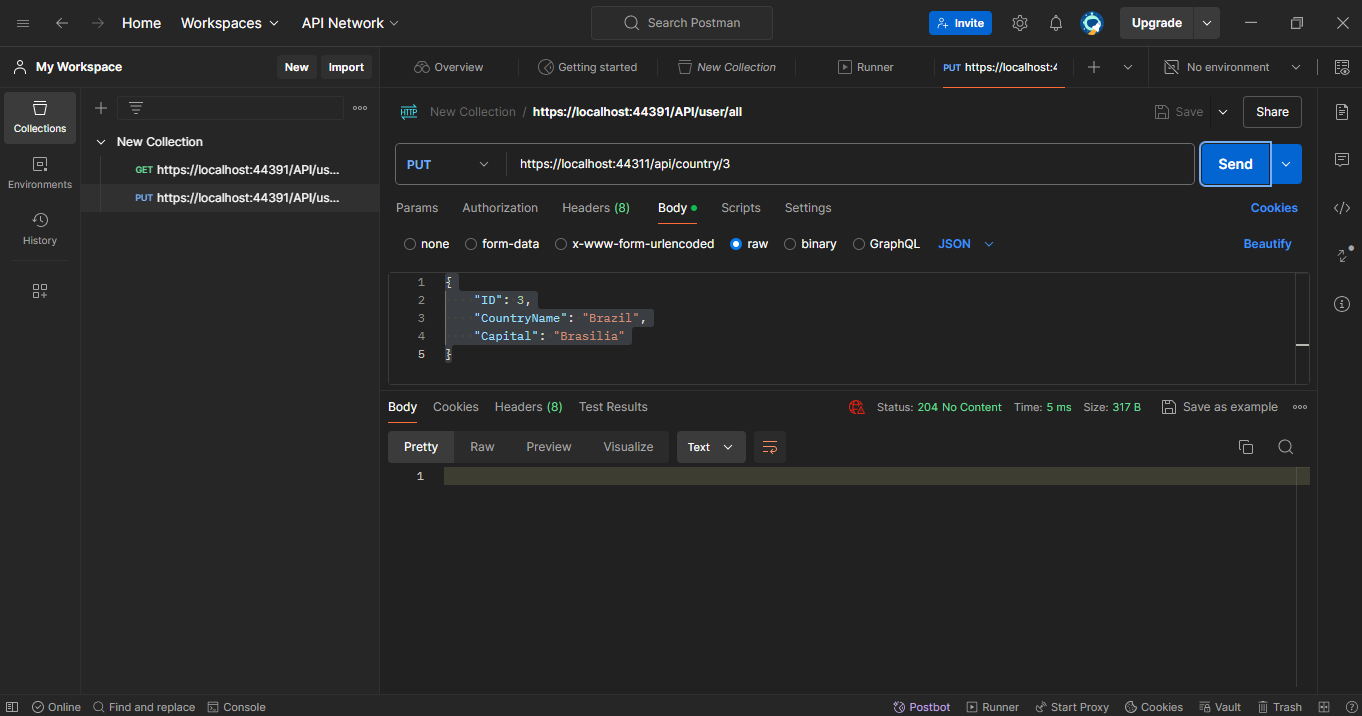 Home Workspaces API Network Search Postman Invite Upgrade
My Workspace New Import Overview Getting started New Collection Runner PUT https://localhost:4 No environment
New Collection / https://localhost:44391/API/user/all Save Share
Collections
Environments
History
New Collection
GET https://localhost:44391/API/us...
PUT https://localhost:44391/API/us...
PUT https://localhost:44311/api/country/3 Send
Params Authorization Headers (8) Body Scripts Settings Cookies
none form-data x-www-form-urlencoded raw binary GraphQL JSON Beautify
1 {
2 "ID": 3,
3 "CountryName": "Brazil",
4 "Capital": "Brasilia"
5 }
Body Cookies Headers (8) Test Results Status: 204 No Content Time: 5 ms Size: 317 B Save as example
Pretty Raw Preview Visualize Text
1
Online Find and replace Console Postbot Runner Start Proxy Cookies Vault Trash